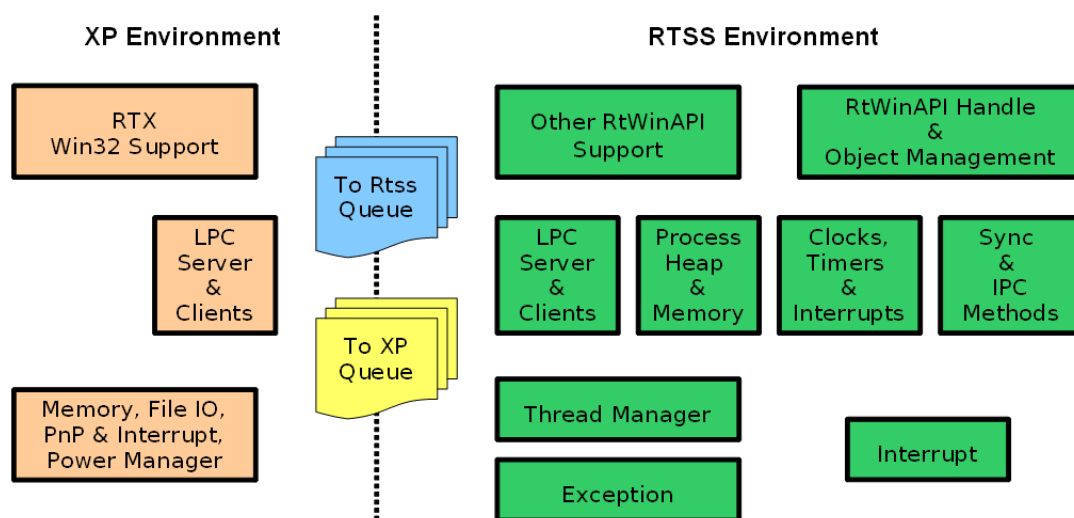 XP Environment
RTSS Environment
RTX
Win32 Support
To Rtss
Queue
Other RtWinAPI
Support
RtWinAPI Handle
&
Object Management
LPC
Server
&
Clients
LPC
Server
&
Clients
Process
Heap
&
Memory
Clocks,
Timers
&
Interrupts
Sync
&
IPC
Methods
To XP
Queue
Memory, File IO,
PnP & Interrupt,
Power Manager
Thread Manager
Interrupt
Exception